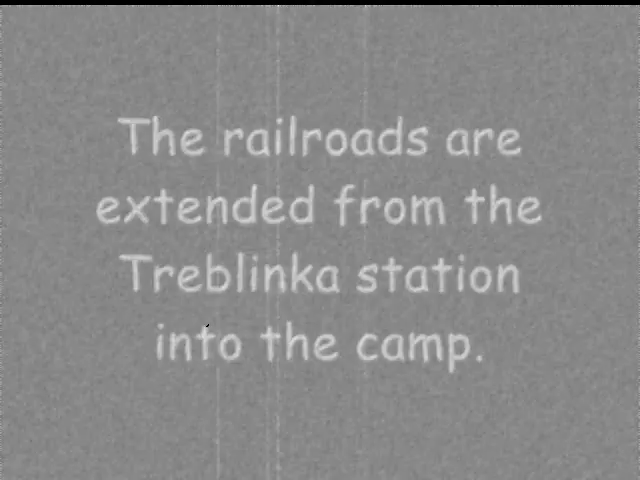 The railroads are
extended from the
Treblinka station
into the camp.